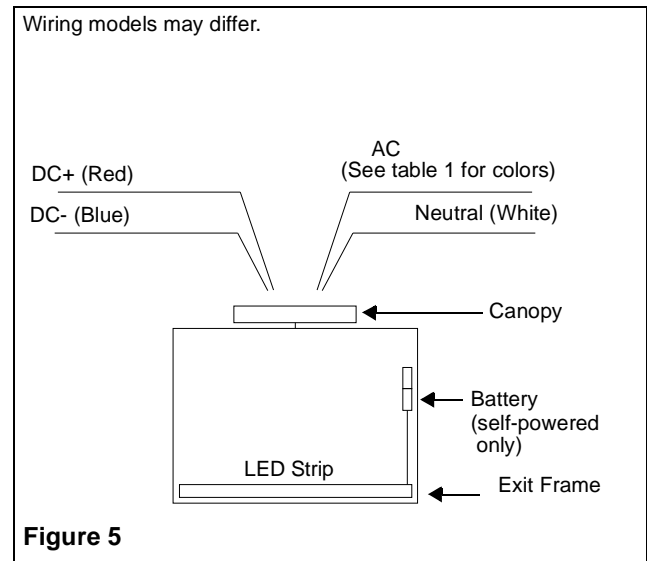 Wiring models may differ.
AC
(See table 1 for colors)
DC+ (Red)
DC- (Blue)
Neutral (White)
Canopy
Battery
(self-powered
only)
LED Strip
Exit Frame
Figure 5